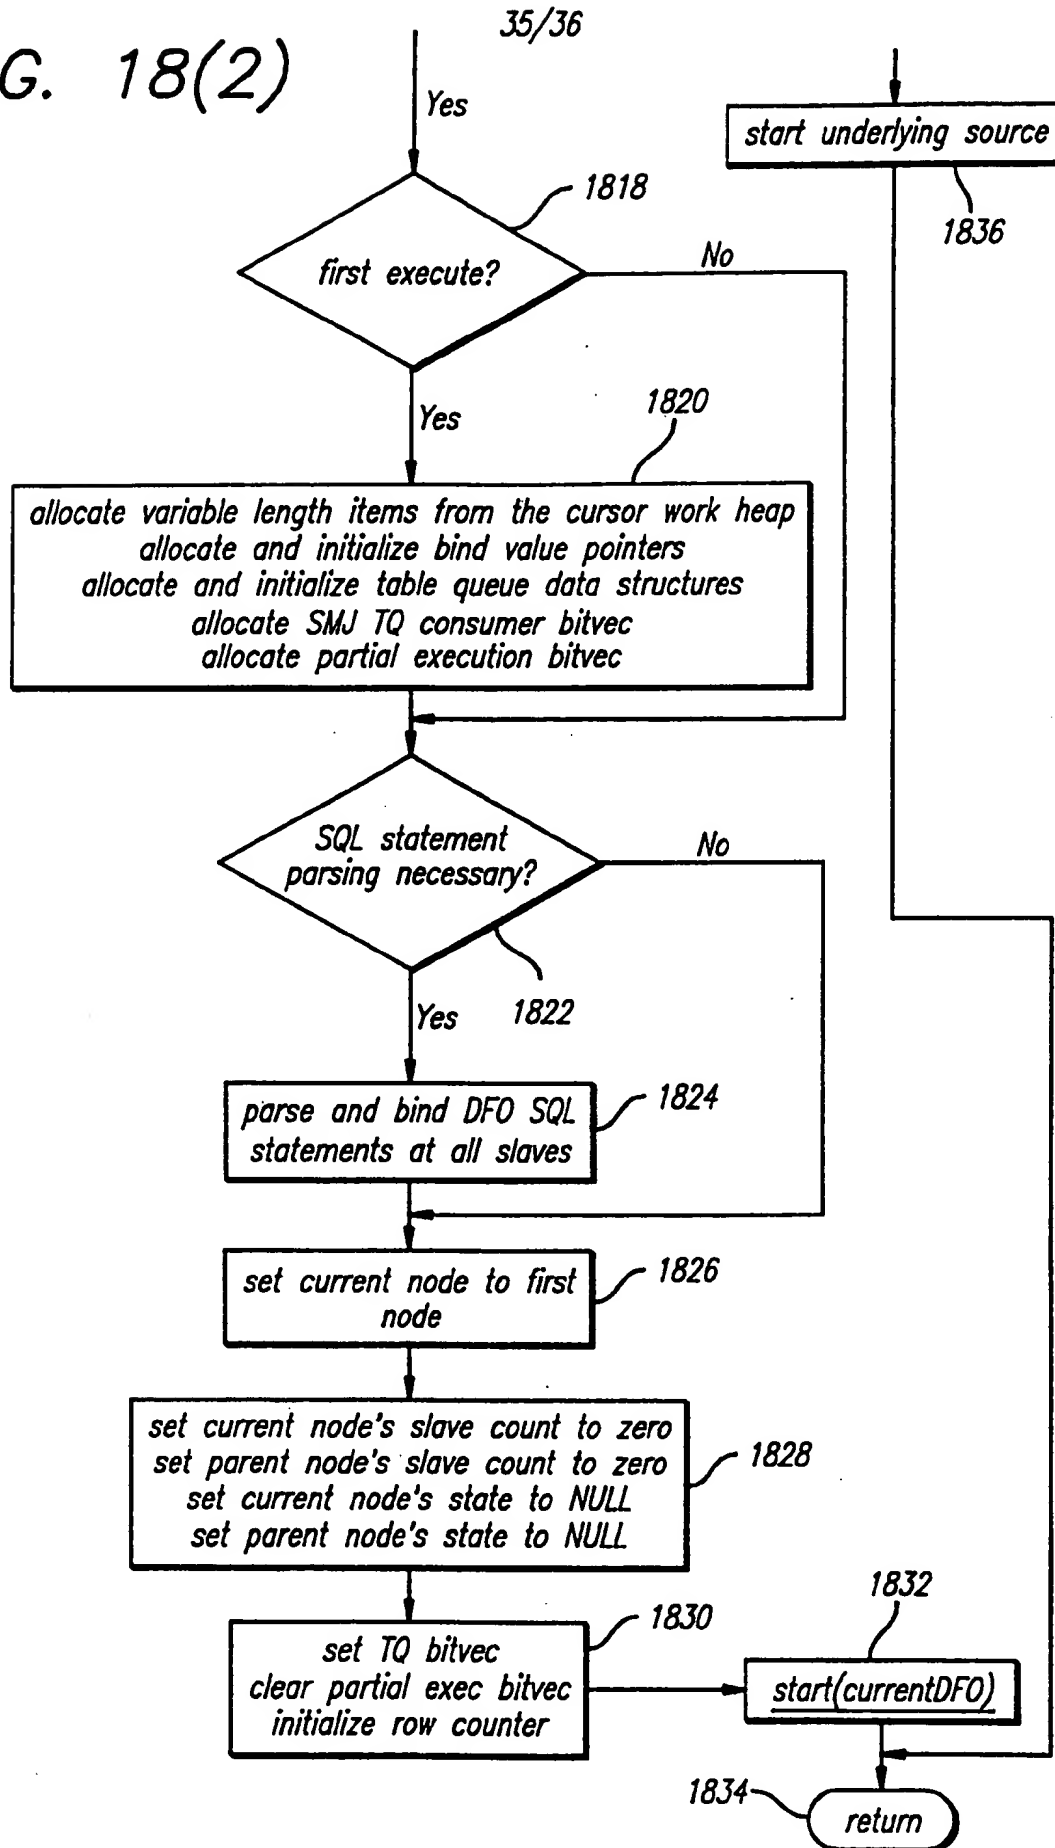 35/36
G. 18(2)
Yes
start underlying source
1836
1818
first execute?
No
Yes
1820
allocate variable length items from the cursor work heap
allocate and initialize bind value pointers
allocate and initialize table queue data structures
allocate SMJ TQ consumer bitvec
allocate partial execution bitvec
SQL statement
parsing necessary?
No
1822
Yes
parse and bind DFO SQL
statements at all slaves
1824
set current node to first
node
1826
set current node's slave count to zero
set parent node's slave count to zero
set current node's state to NULL
set parent node's state to NULL
1828
set TQ bitvec
clear partial exec bitvec
initialize row counter
1830
1832
start(currentDFO)
1834
return